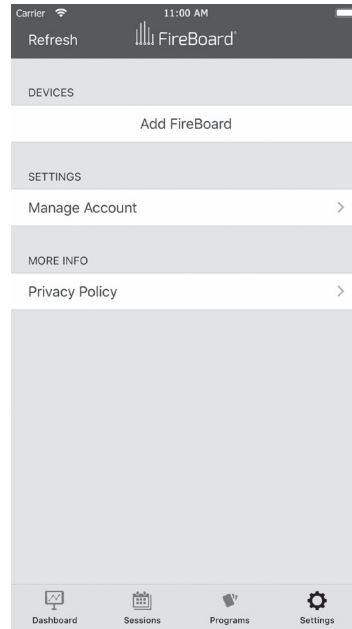 Carrier 11:00 AM
Refresh FireBoard®
DEVICES
Add FireBoard
SETTINGS
Manage Account
MORE INFO
Privacy Policy
Dashboard Sessions Programs Settings